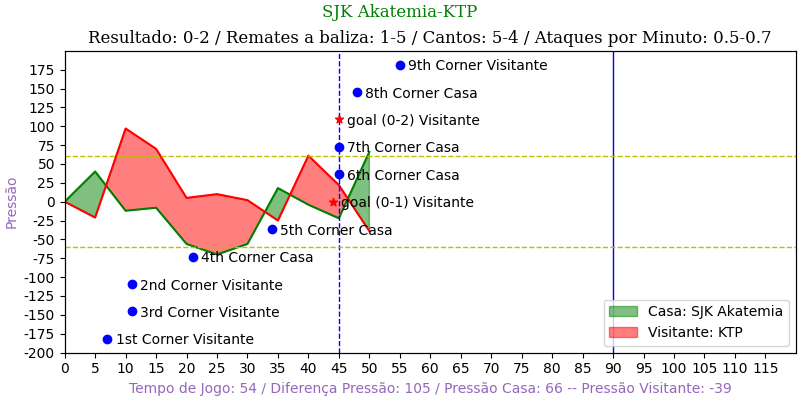 SJK Akatemia-KTP
Resultado: 0-2 / Remates a baliza: 1-5 / Cantos: 5-4 / Ataques por Minuto: 0.5-0.7
Pressão
175
150
125
100
75
50
25
0
-25
-50
-75
-100
-125
-150
-175
-200
9th Corner Visitante
8th Corner Casa
goal (0-2) Visitante
7th Corner Casa
6th Corner Casa
goal (0-1) Visitante
5th Corner Casa
4th Corner Casa
2nd Corner Visitante
3rd Corner Visitante
1st Corner Visitante
Casa: SJK Akatemia
Visitante: KTP
0 5 10 15 20 25 30 35 40 45 50 55 60 65 70 75 80 85 90 95 100 105 110 115
Tempo de Jogo: 54 / Diferença Pressão: 105 / Pressão Casa: 66 -- Pressão Visitante: -39